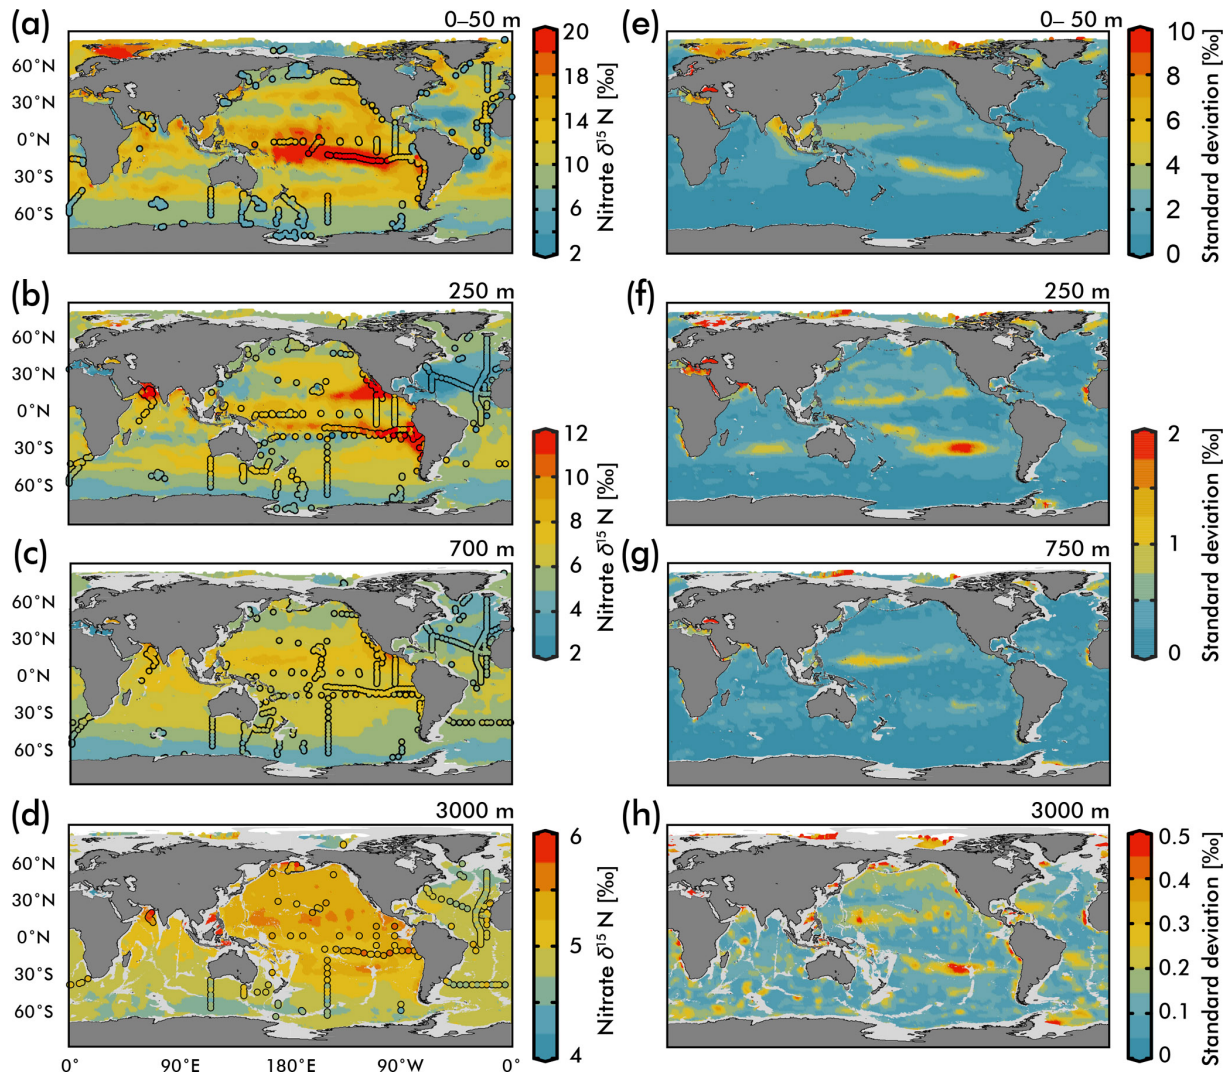 (a)
0–50 m
60°N
30°N
0°N
30°S
60°S
20
18
14
10
6
2
Nitrate δ¹⁵ N [‰]
(e)
0– 50 m
10
8
6
4
2
0
Standard deviation [‰]
(b)
250 m
60°N
30°N
0°N
30°S
60°S
(f)
250 m
12
10
8
6
4
2
Nitrate δ¹⁵ N [‰]
2
1
0
Standard deviation [‰]
(c)
700 m
60°N
30°N
0°N
30°S
60°S
(g)
750 m
(d)
3000 m
60°N
30°N
0°N
30°S
60°S
0°
90°E
180°E
90°W
0°
6
5
4
Nitrate δ¹⁵ N [‰]
(h)
3000 m
0.5
0.4
0.3
0.2
0.1
0
Standard deviation [‰]